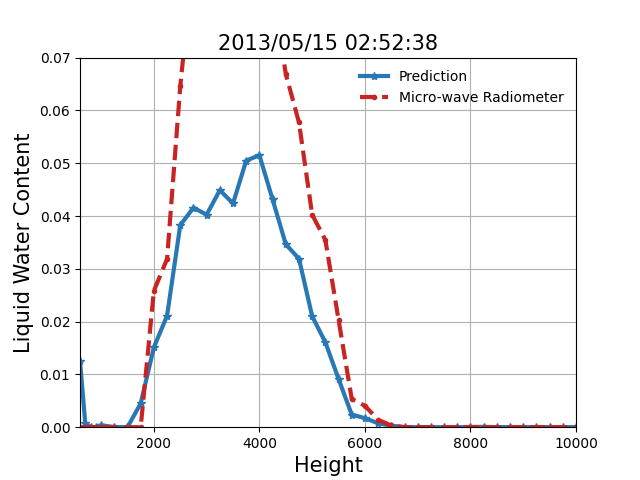 2013/05/15 02:52:38
Prediction
Micro-wave Radiometer
Liquid Water Content
0.07
0.06
0.05
0.04
0.03
0.02
0.01
0.00
2000 4000 6000 8000 10000
Height